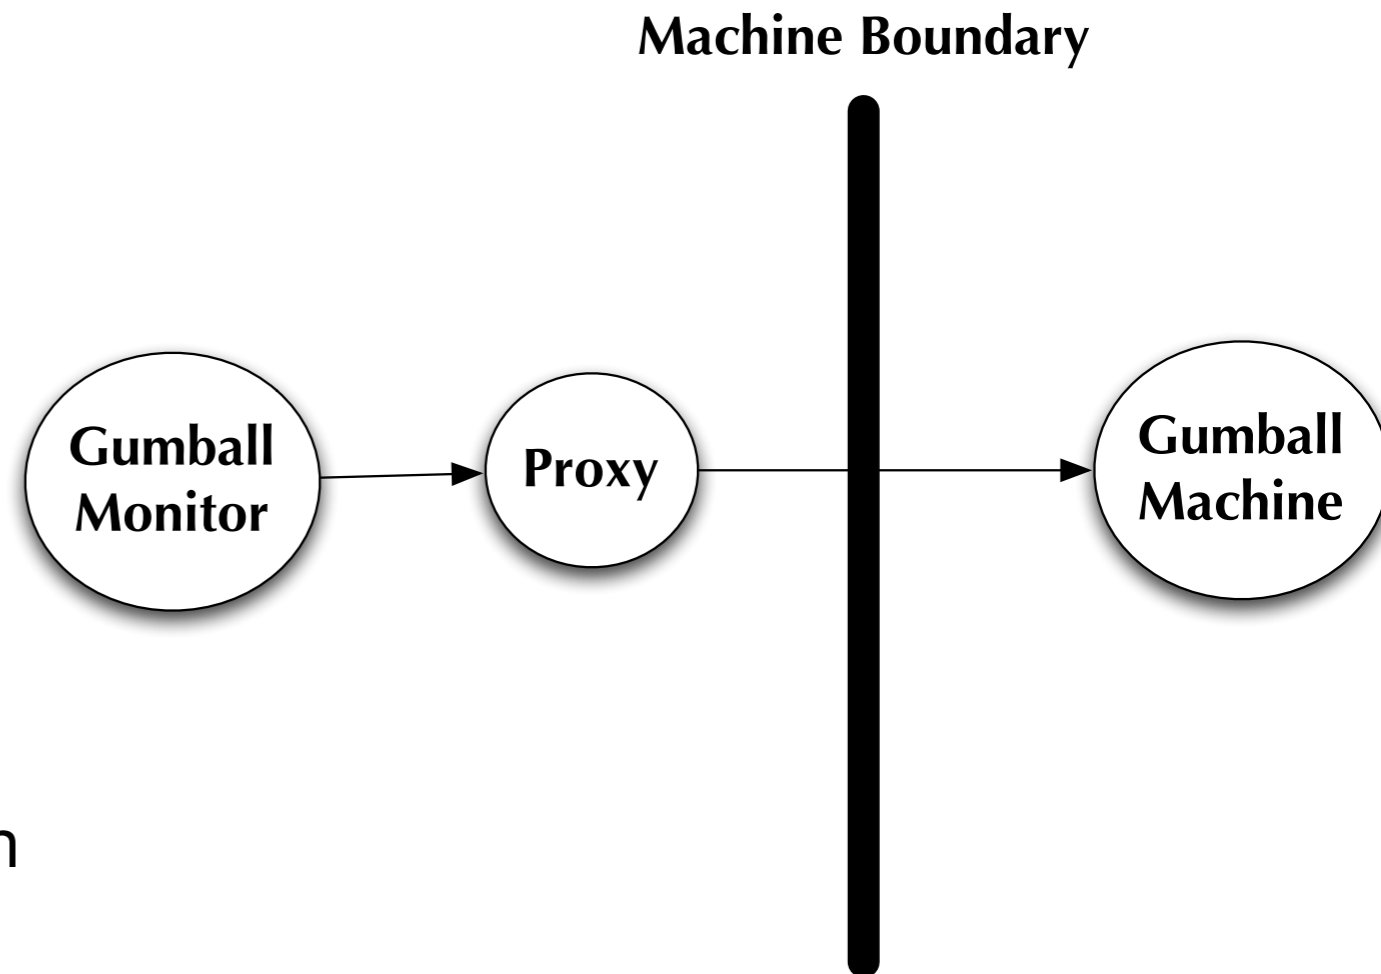 Machine Boundary
Gumball
Monitor
Proxy
Gumball
Machine
n